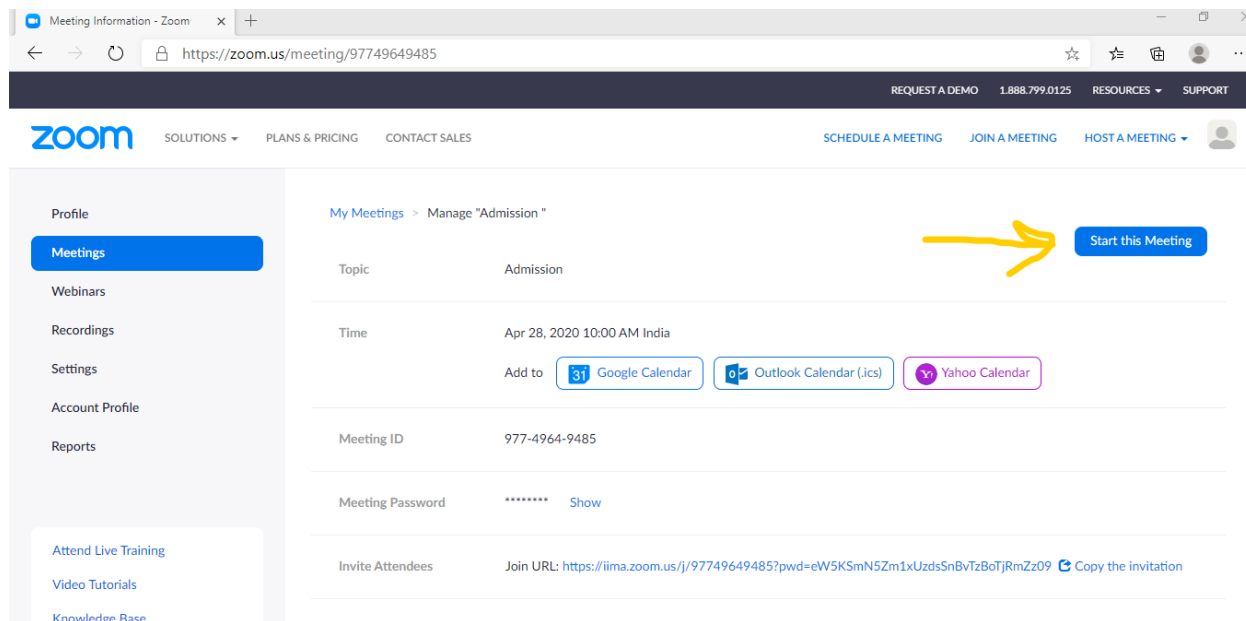 Meeting Information - Zoom
https://zoom.us/meeting/97749649485
REQUEST A DEMO 1.888.799.0125 RESOURCES SUPPORT
zoom SOLUTIONS PLANS & PRICING CONTACT SALES SCHEDULE A MEETING JOIN A MEETING HOST A MEETING
Profile
Meetings
Webinars
Recordings
Settings
Account Profile
Reports
Attend Live Training
Video Tutorials
Knowledge Base
My Meetings > Manage "Admission "
Start this Meeting
Topic Admission
Time Apr 28, 2020 10:00 AM India
Add to 31 Google Calendar Outlook Calendar (.ics) Yahoo Calendar
Meeting ID 977-4964-9485
Meeting Password ******** Show
Invite Attendees Join URL: https://iima.zoom.us/j/97749649485?pwd=eW5KSmN5Zm1xUzdsSnBvTzBoTjRmZz09 Copy the invitation